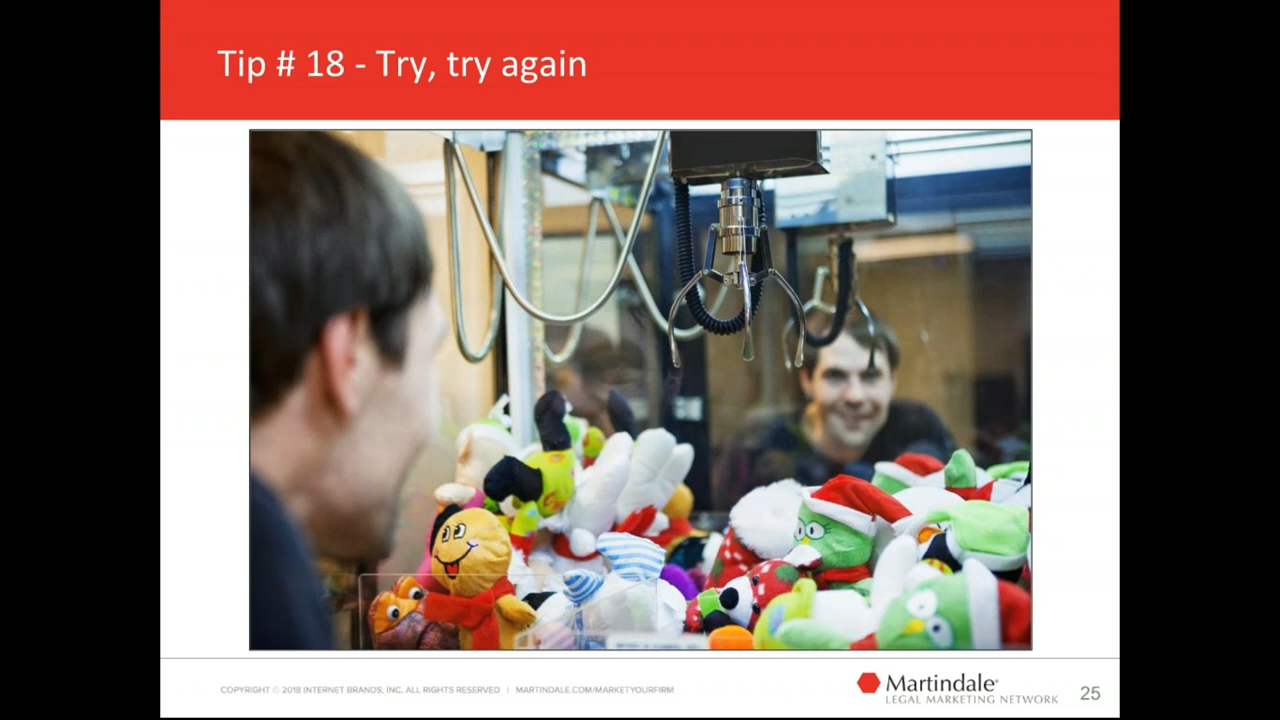 Tip # 18 - Try, try again
COPYRIGHT © 2018 INTERNET BRANDS, INC. ALL RIGHTS RESERVED | MARTINDALE.COM/MARKETYOURFIRM
Martindale®
LEGAL MARKETING NETWORK
25